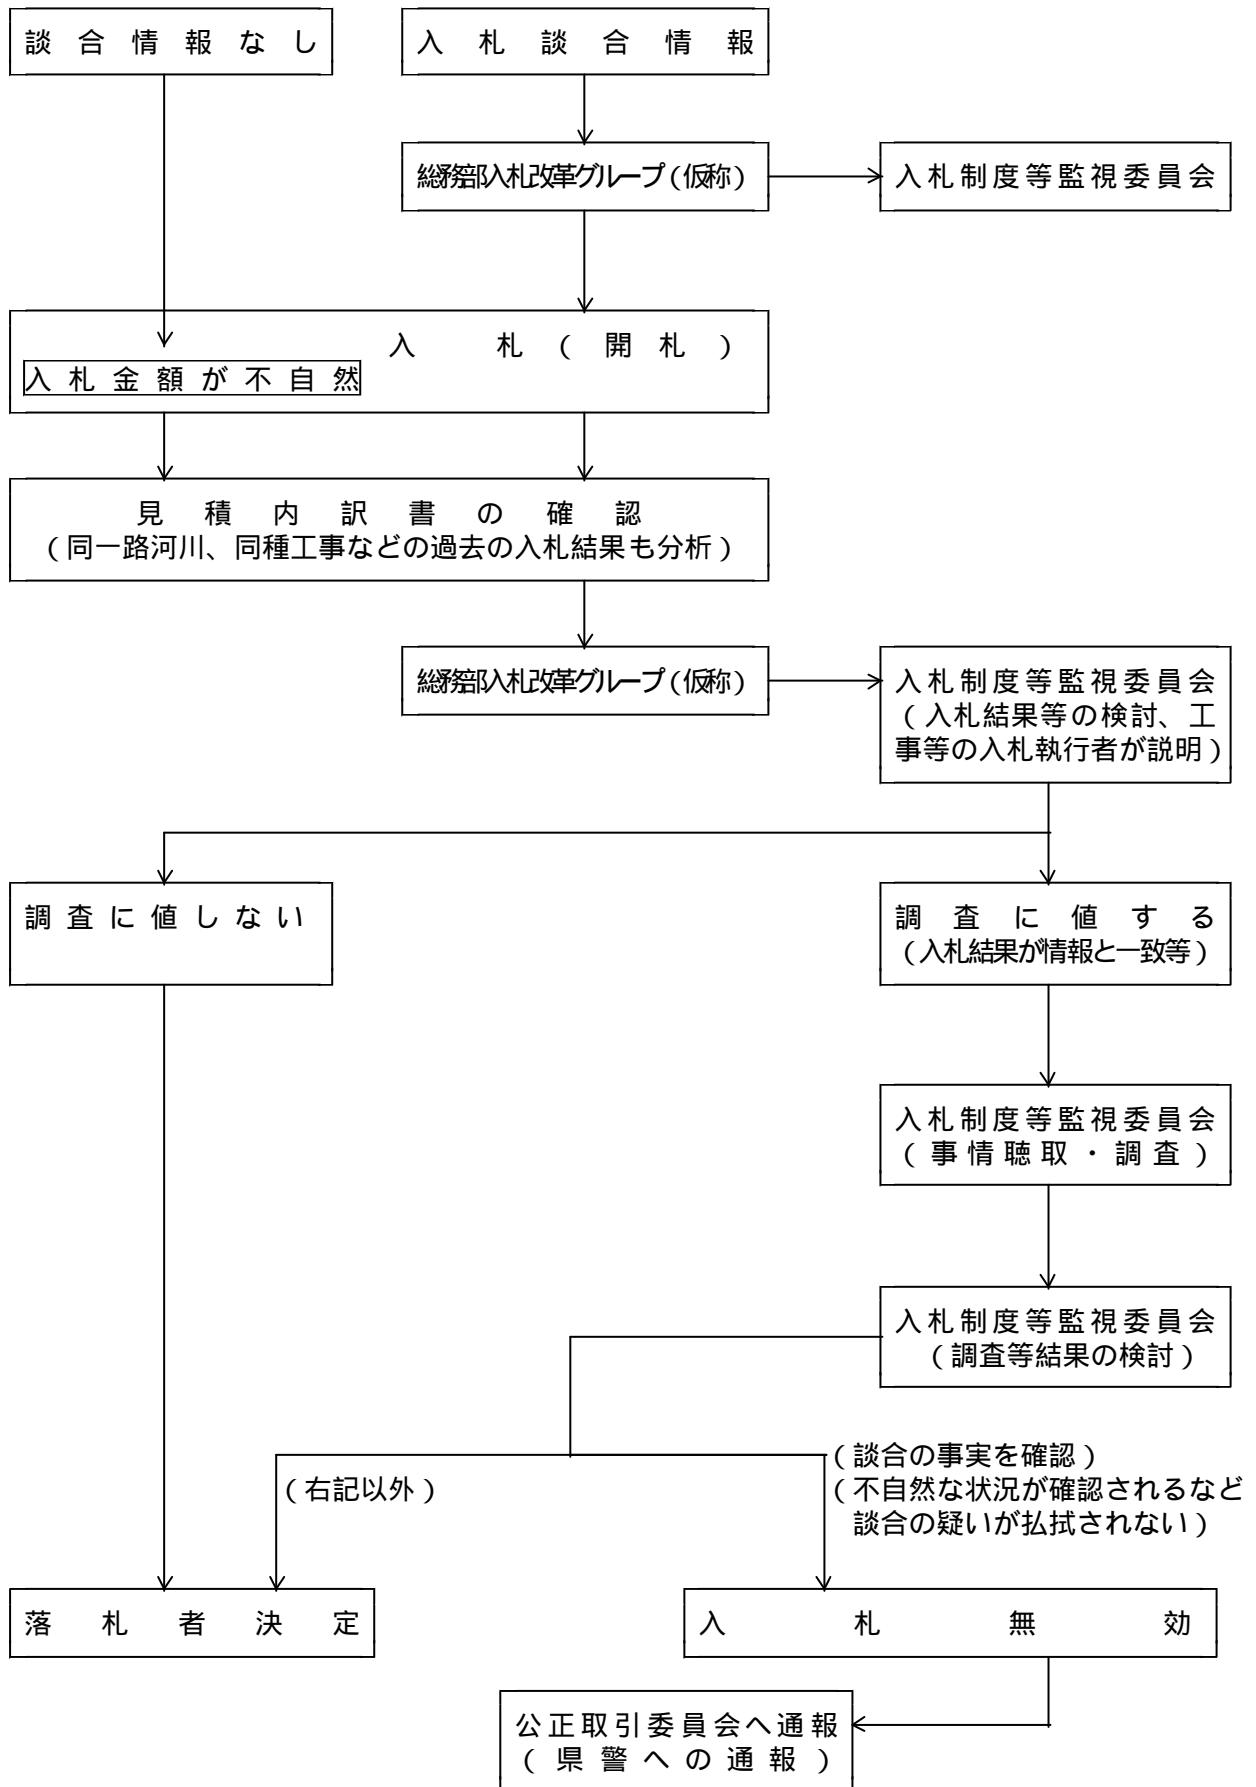 談合情報なし
入札談合情報
総務部入札改革グループ(仮称)
入札制度等監視委員会
入札(開札)
入札金額が不自然
見積内訳書の確認
(同一路河川、同種工事などの過去の入札結果も分析)
総務部入札改革グループ(仮称)
入札制度等監視委員会
(入札結果等の検討、工
事等の入札執行者が説明)
調査に値しない
調査に値する
(入札結果が情報と一致等)
入札制度等監視委員会
(事情聴取・調査)
入札制度等監視委員会
(調査等結果の検討)
(右記以外)
(談合の事実を確認)
(不自然な状況が確認されるなど
談合の疑いが払拭されない)
落札者決定
入札無効
公正取引委員会へ通報
(県警への通報)